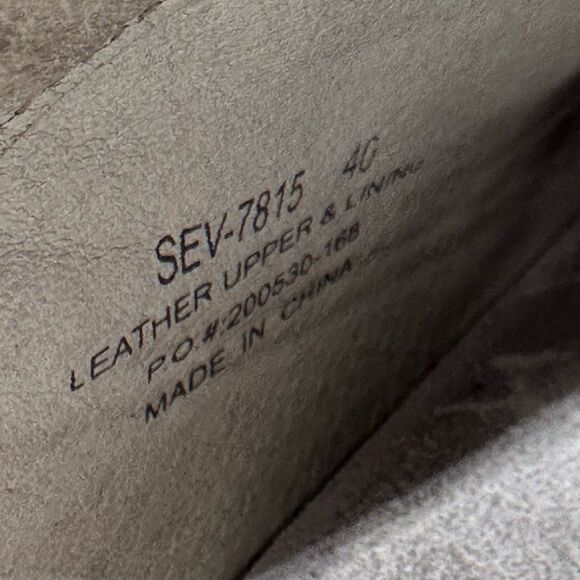 SEV-7815 40
LEATHER UPPER & LINING
P.O.#:200530-168
MADE IN CHINA